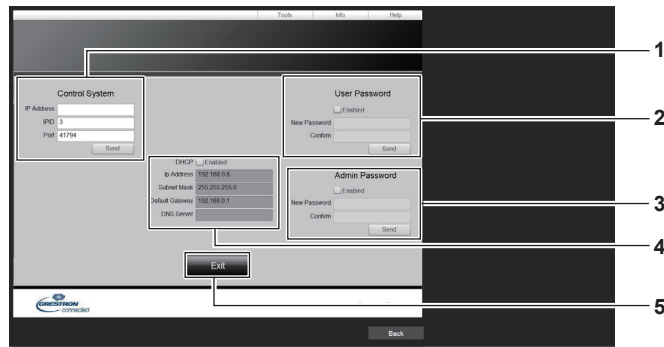 Tools Info Help
1
Control System
IP Address
IPID 3
Port 41794
Send
User Password
Enabled
New Password
Confirm
Send
2
DHCP Enabled
Ip Address 192.168.0.8
Subnet Mask 255.255.255.0
Default Gateway 192.168.0.1
DNS Server
Admin Password
Enabled
New Password
Confirm
Send
3
4
Exit
5
CRESTRON
connected
Back